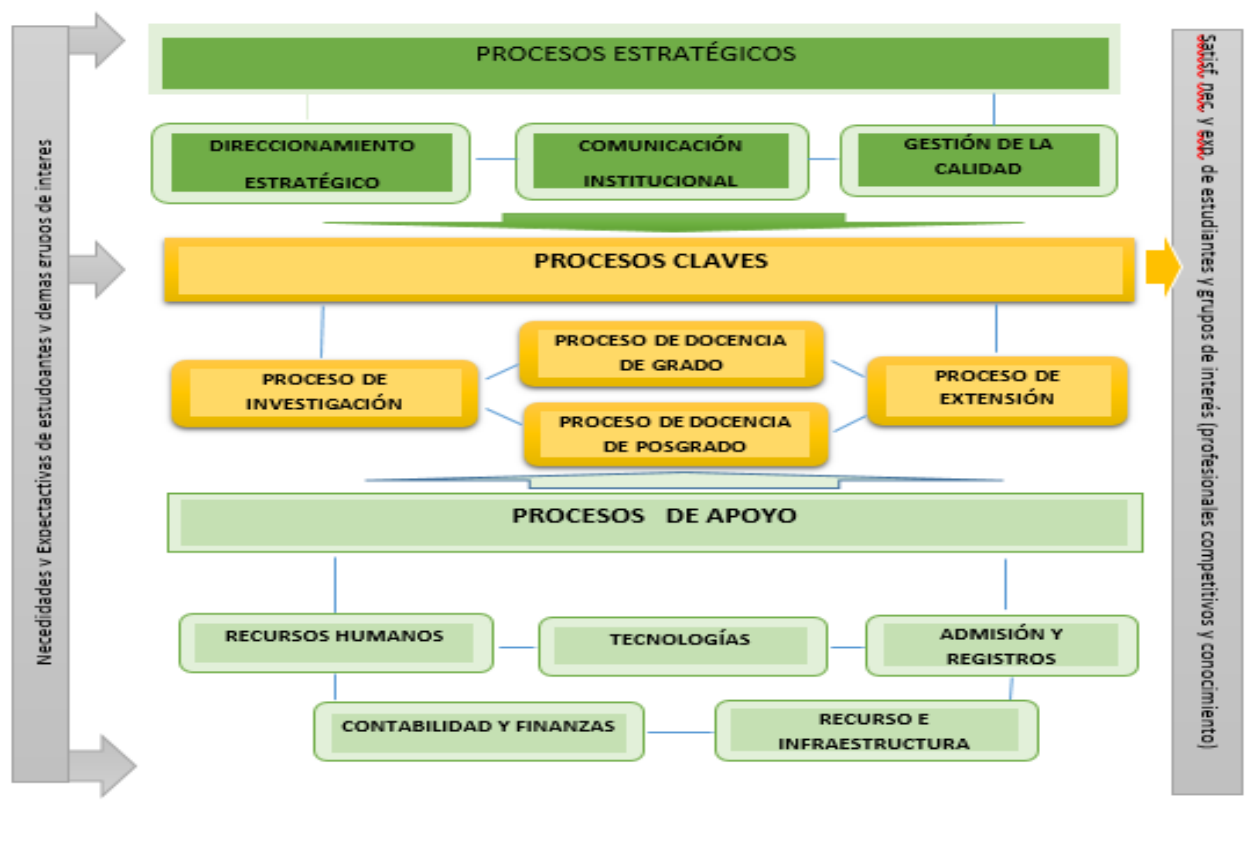 Necedidades y Expectactivas de estudoantes y demas grupos de interes
PROCESOS ESTRATÉGICOS
DIRECCIONAMIENTO
ESTRATÉGICO
COMUNICACIÓN
INSTITUCIONAL
GESTIÓN DE LA
CALIDAD
PROCESOS CLAVES
PROCESO DE
INVESTIGACIÓN
PROCESO DE DOCENCIA
DE GRADO
PROCESO DE DOCENCIA
DE POSGRADO
PROCESO DE
EXTENSIÓN
PROCESOS DE APOYO
RECURSOS HUMANOS
TECNOLOGÍAS
ADMISIÓN Y
REGISTROS
CONTABILIDAD Y FINANZAS
RECURSO E
INFRAESTRUCTURA
Satisf. nec. y exp. de estudiantes y grupos de interés (profesionales competitivos y conocimiento)